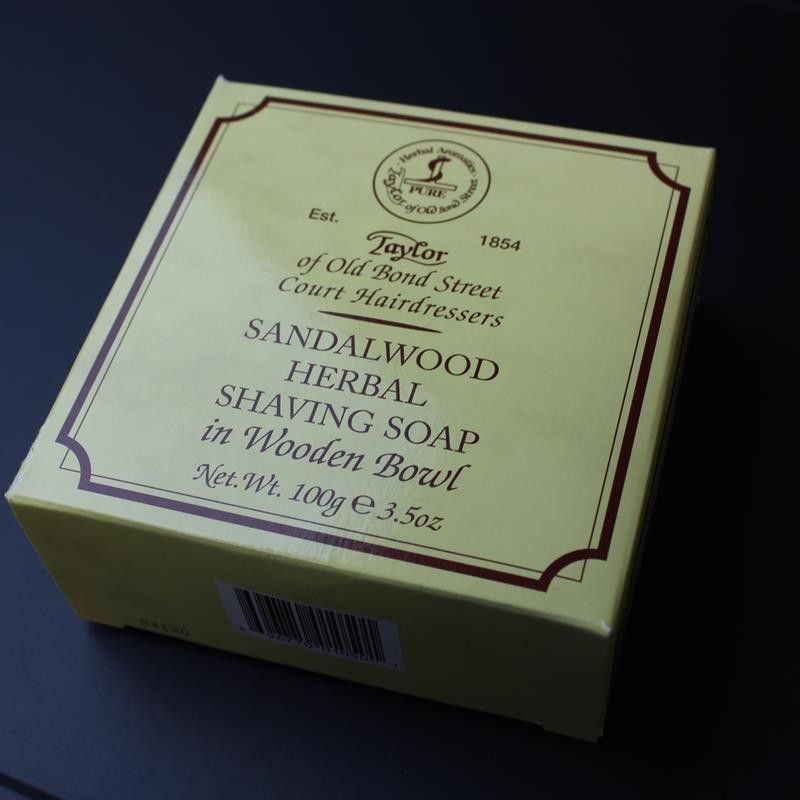 Herbal Aromatics
PURE
Taylor of Old Bond Street
Est. 1854
Taylor
of Old Bond Street
Court Hairdressers
SANDALWOOD
HERBAL
SHAVING SOAP
in Wooden Bowl
Net.Wt. 100g ℮ 3.5oz
04120